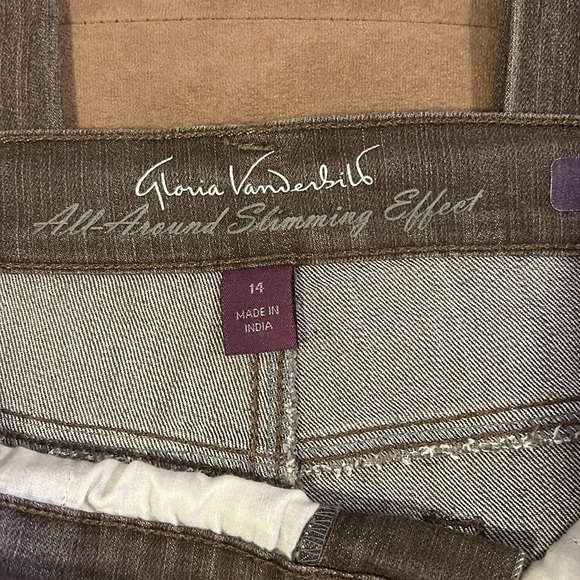 Gloria Vanderbilt
All-Around Slimming Effect
14
MADE IN
INDIA